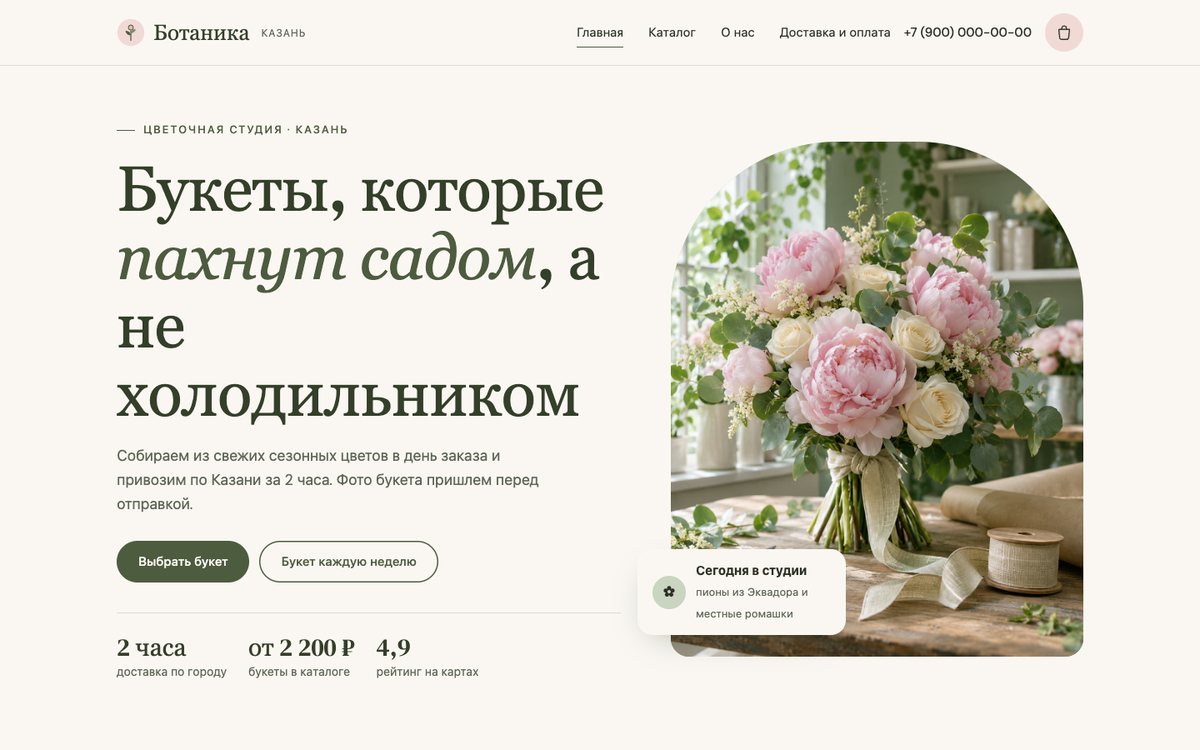 Ботаника КАЗАНЬ
Главная Каталог О нас Доставка и оплата +7 (900) 000-00-00
ЦВЕТОЧНАЯ СТУДИЯ · КАЗАНЬ
Букеты, которые
пахнут садом, а
не
холодильником
Собираем из свежих сезонных цветов в день заказа и
привозим по Казани за 2 часа. Фото букета пришлем перед
отправкой.
Выбрать букет Букет каждую неделю
2 часа
доставка по городу
от 2 200 ₽
букеты в каталоге
4,9
рейтинг на картах
Сегодня в студии
пионы из Эквадора и
местные ромашки